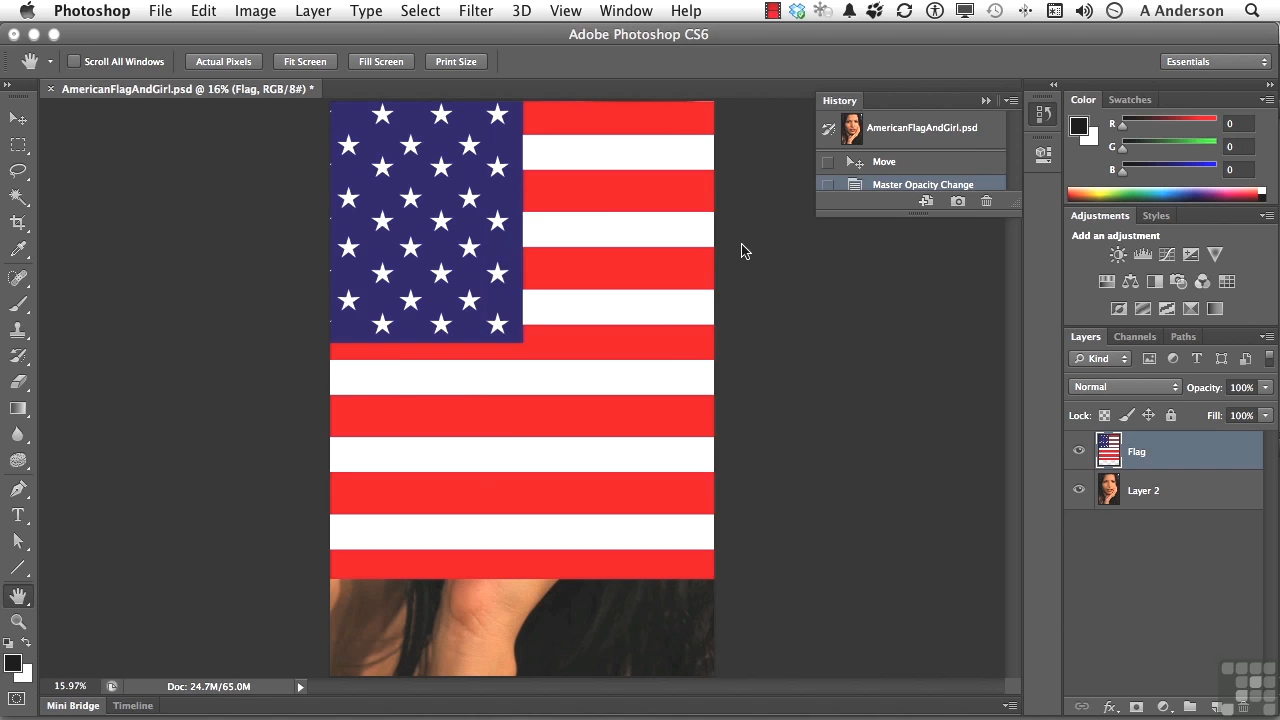 Photoshop File Edit Image Layer Type Select Filter 3D View Window Help A Anderson
Adobe Photoshop CS6
Scroll All Windows Actual Pixels Fit Screen Fill Screen Print Size Essentials
AmericanFlagAndGirl.psd @ 16% (Flag, RGB/8#) *
History
AmericanFlagAndGirl.psd
Move
Master Opacity Change
Color Swatches
R 0
G 0
B 0
Adjustments Styles
Add an adjustment
Layers Channels Paths
Kind
Normal Opacity: 100%
Lock: Fill: 100%
Flag
Layer 2
15.97% Doc: 24.7M/65.0M
Mini Bridge Timeline